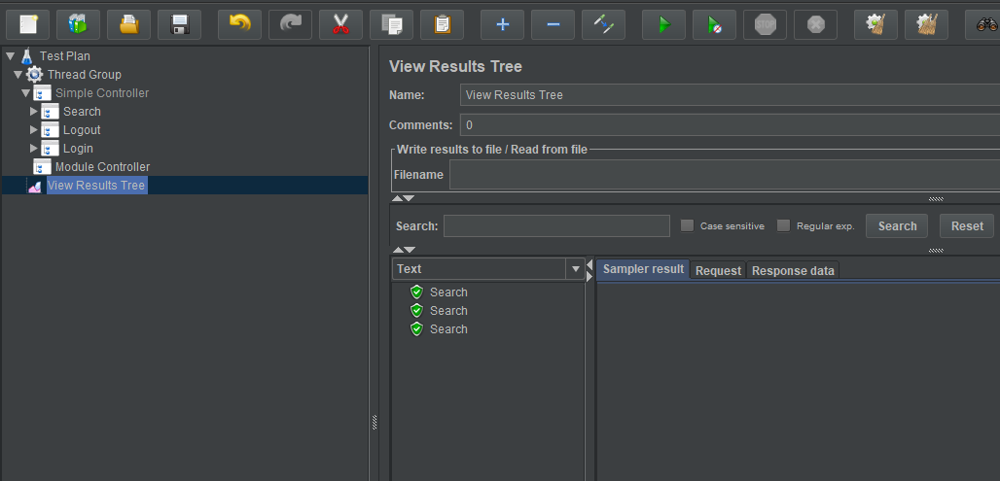 STOP
Test Plan
Thread Group
Simple Controller
Search
Logout
Login
Module Controller
View Results Tree
View Results Tree
Name: View Results Tree
Comments: 0
Write results to file / Read from file
Filename
Search: Case sensitive Regular exp. Search Reset
Text
Search
Search
Search
Sampler result Request Response data